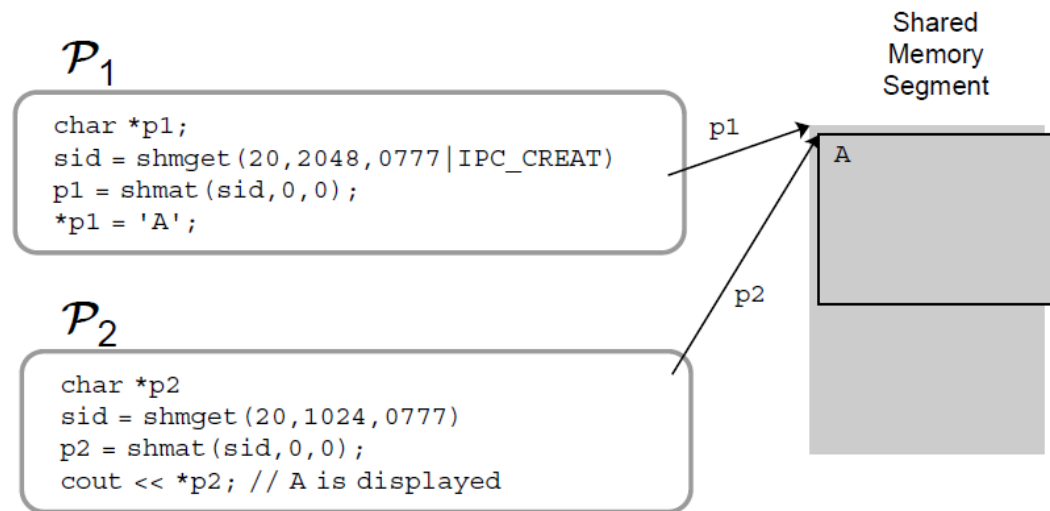 Shared
Memory
Segment
𝒫1
char *p1;
sid = shmget(20,2048,0777|IPC_CREAT)
p1 = shmat(sid,0,0);
*p1 = 'A';
p1
A
p2
𝒫2
char *p2
sid = shmget(20,1024,0777)
p2 = shmat(sid,0,0);
cout << *p2; // A is displayed